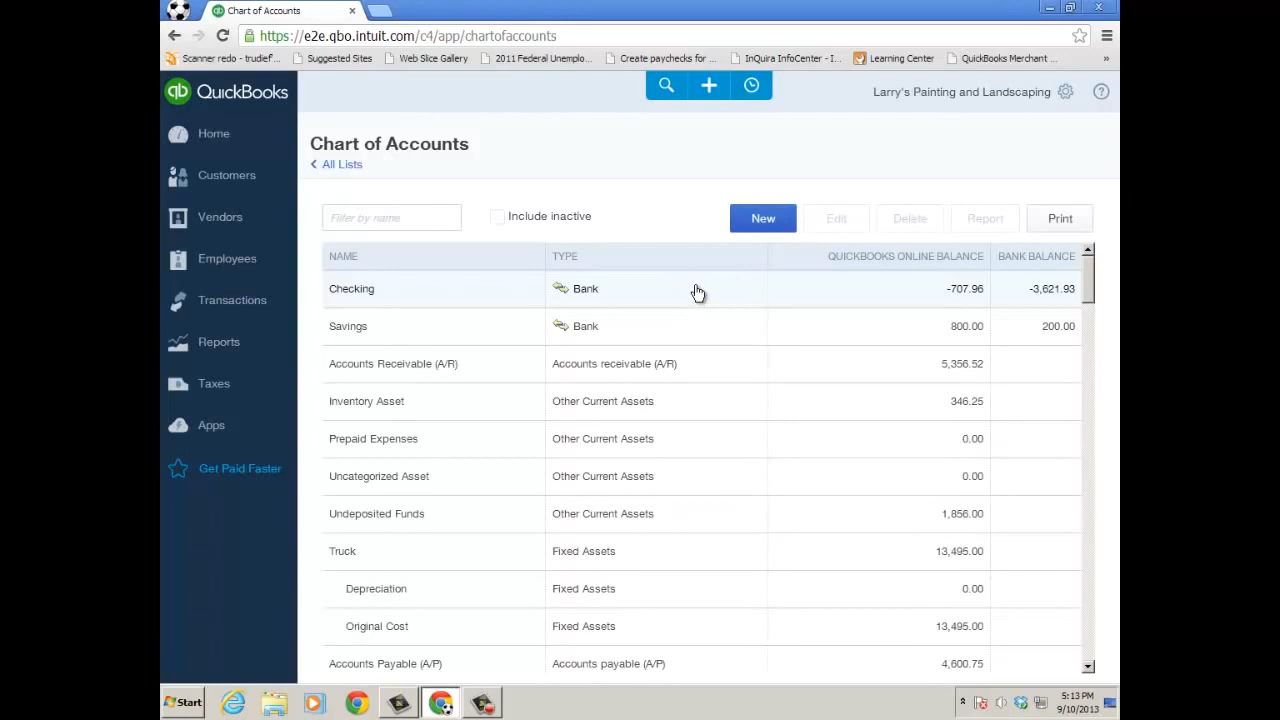 Chart of Accounts
https://e2e.qbo.intuit.com/c4/app/chartofaccounts
Scanner redo - trudief... Suggested Sites Web Slice Gallery 2011 Federal Unemplo... Create paychecks for ... InQuira InfoCenter - I... Learning Center QuickBooks Merchant ... »
qb QuickBooks
Larry's Painting and Landscaping ?
Home
Customers
Vendors
Employees
Transactions
Reports
Taxes
Apps
Get Paid Faster
Chart of Accounts
All Lists
Filter by name Include inactive New Edit Delete Report Print
NAME TYPE QUICKBOOKS ONLINE BALANCE BANK BALANCE
Checking Bank -707.96 -3,621.93
Savings Bank 800.00 200.00
Accounts Receivable (A/R) Accounts receivable (A/R) 5,356.52
Inventory Asset Other Current Assets 346.25
Prepaid Expenses Other Current Assets 0.00
Uncategorized Asset Other Current Assets 0.00
Undeposited Funds Other Current Assets 1,856.00
Truck Fixed Assets 13,495.00
Depreciation Fixed Assets 0.00
Original Cost Fixed Assets 13,495.00
Accounts Payable (A/P) Accounts payable (A/P) 4,600.75
Start
5:13 PM
9/10/2013